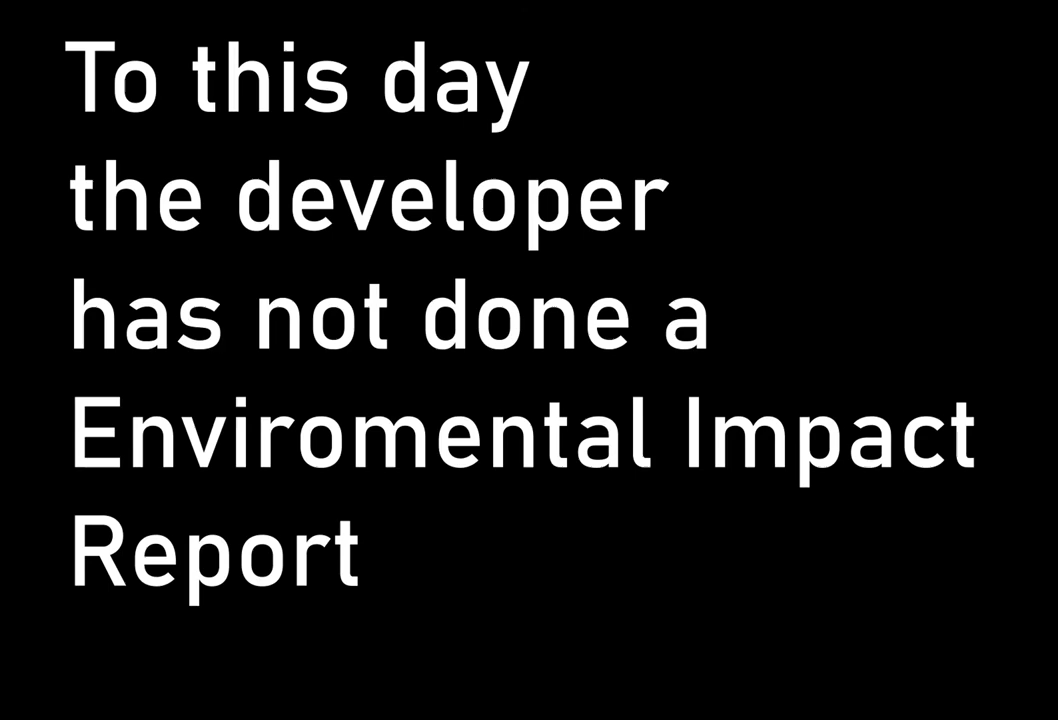 To this day
the developer
has not done a
Enviromental Impact
Report